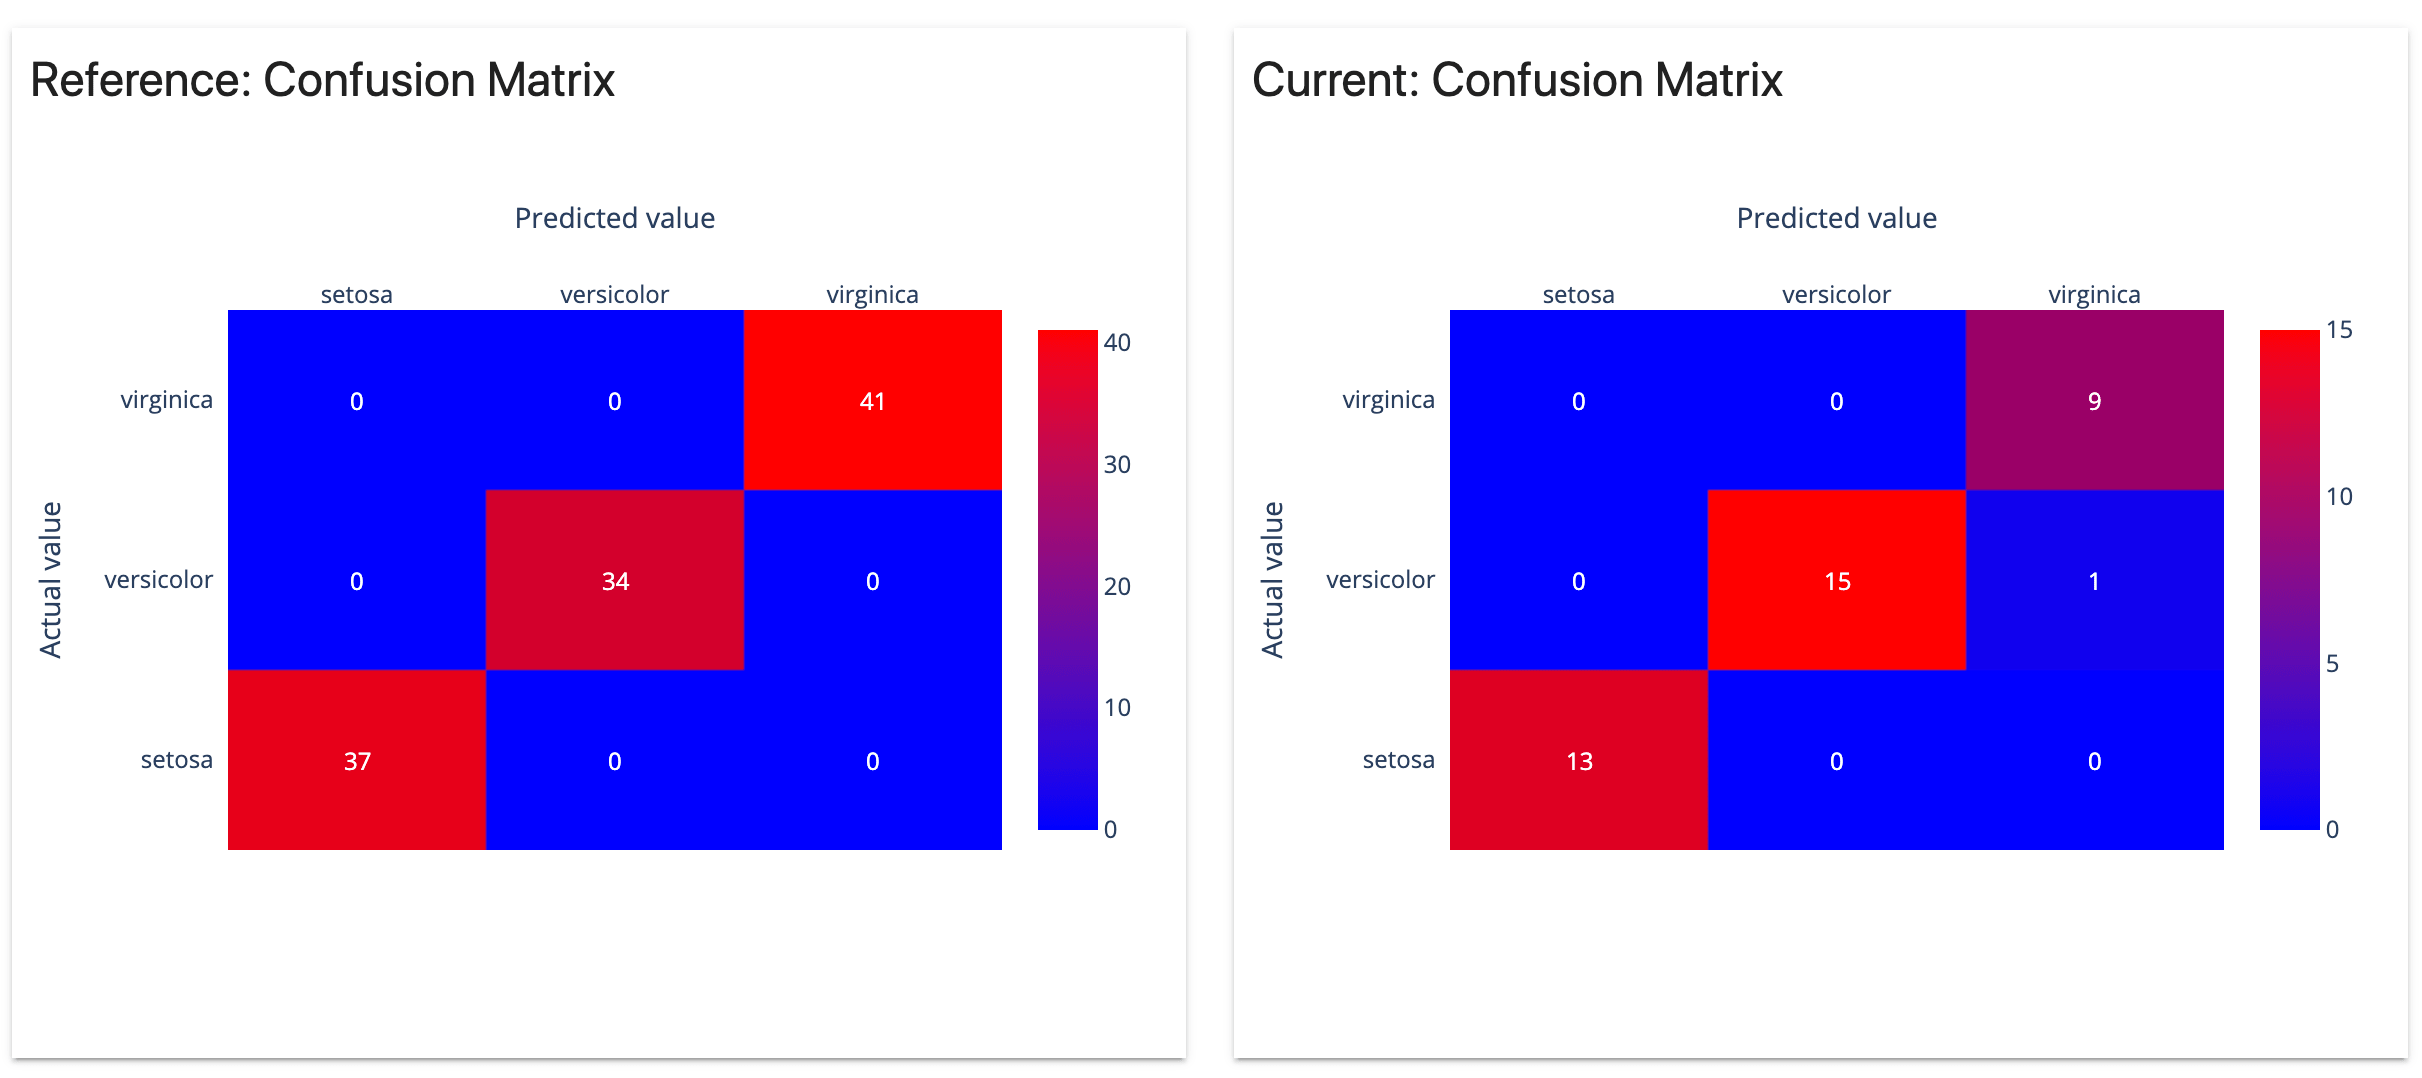 Reference: Confusion Matrix
Predicted value
setosa versicolor virginica
virginica 0 0 41
versicolor 0 34 0
setosa 37 0 0
Actual value
40
30
20
10
0
Current: Confusion Matrix
Predicted value
setosa versicolor virginica
virginica 0 0 9
versicolor 0 15 1
setosa 13 0 0
Actual value
15
10
5
0